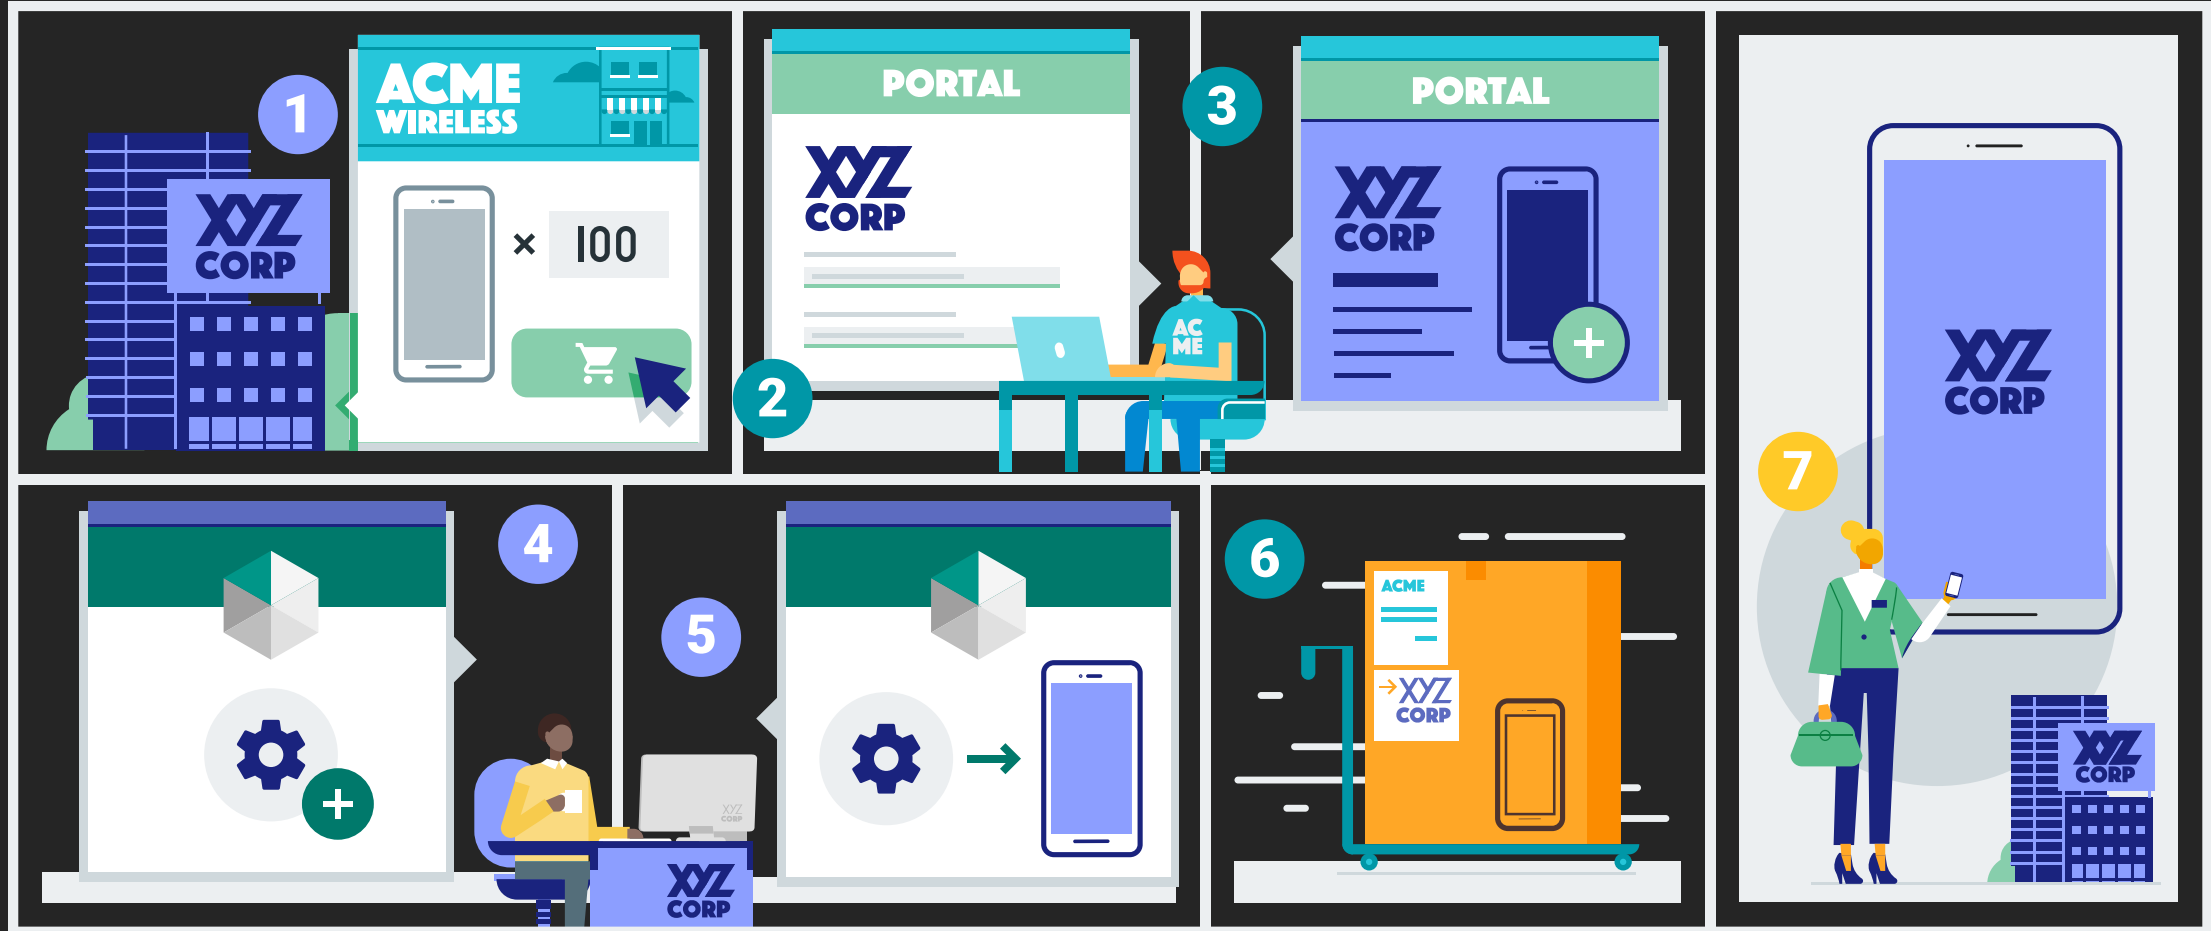 1
XYZ
CORP
ACME
WIRELESS
× 100
2
PORTAL
XYZ
CORP
AC
ME
3
PORTAL
XYZ
CORP
+
4
+
5
XYZ
CORP
XYZ
CORP
6
ACME
→XYZ
CORP
7
XYZ
CORP
XYZ
CORP